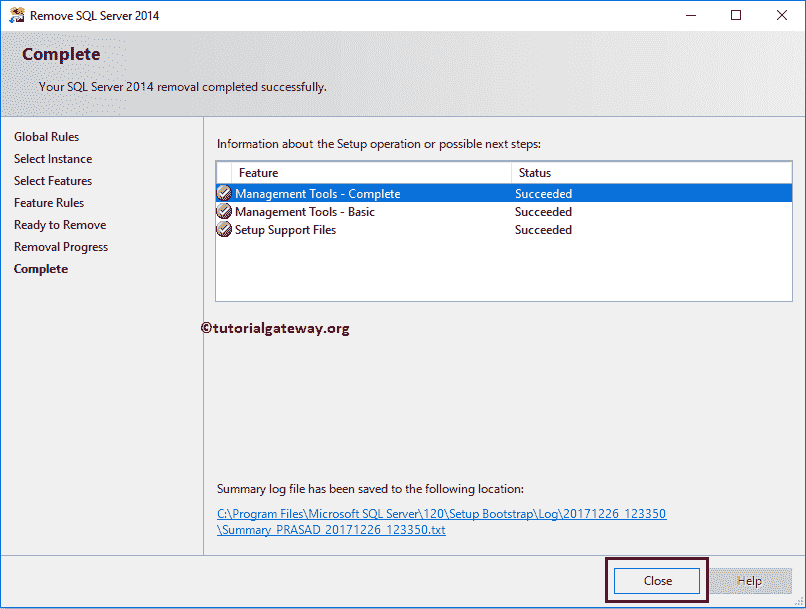 Remove SQL Server 2014
Complete
Your SQL Server 2014 removal completed successfully.
Global Rules
Select Instance
Select Features
Feature Rules
Ready to Remove
Removal Progress
Complete
Information about the Setup operation or possible next steps:
Feature Status
Management Tools - Complete Succeeded
Management Tools - Basic Succeeded
Setup Support Files Succeeded
©tutorialgateway.org
Summary log file has been saved to the following location:
C:\Program Files\Microsoft SQL Server\120\Setup Bootstrap\Log\20171226_123350
\Summary_PRASAD_20171226_123350.txt
Close Help